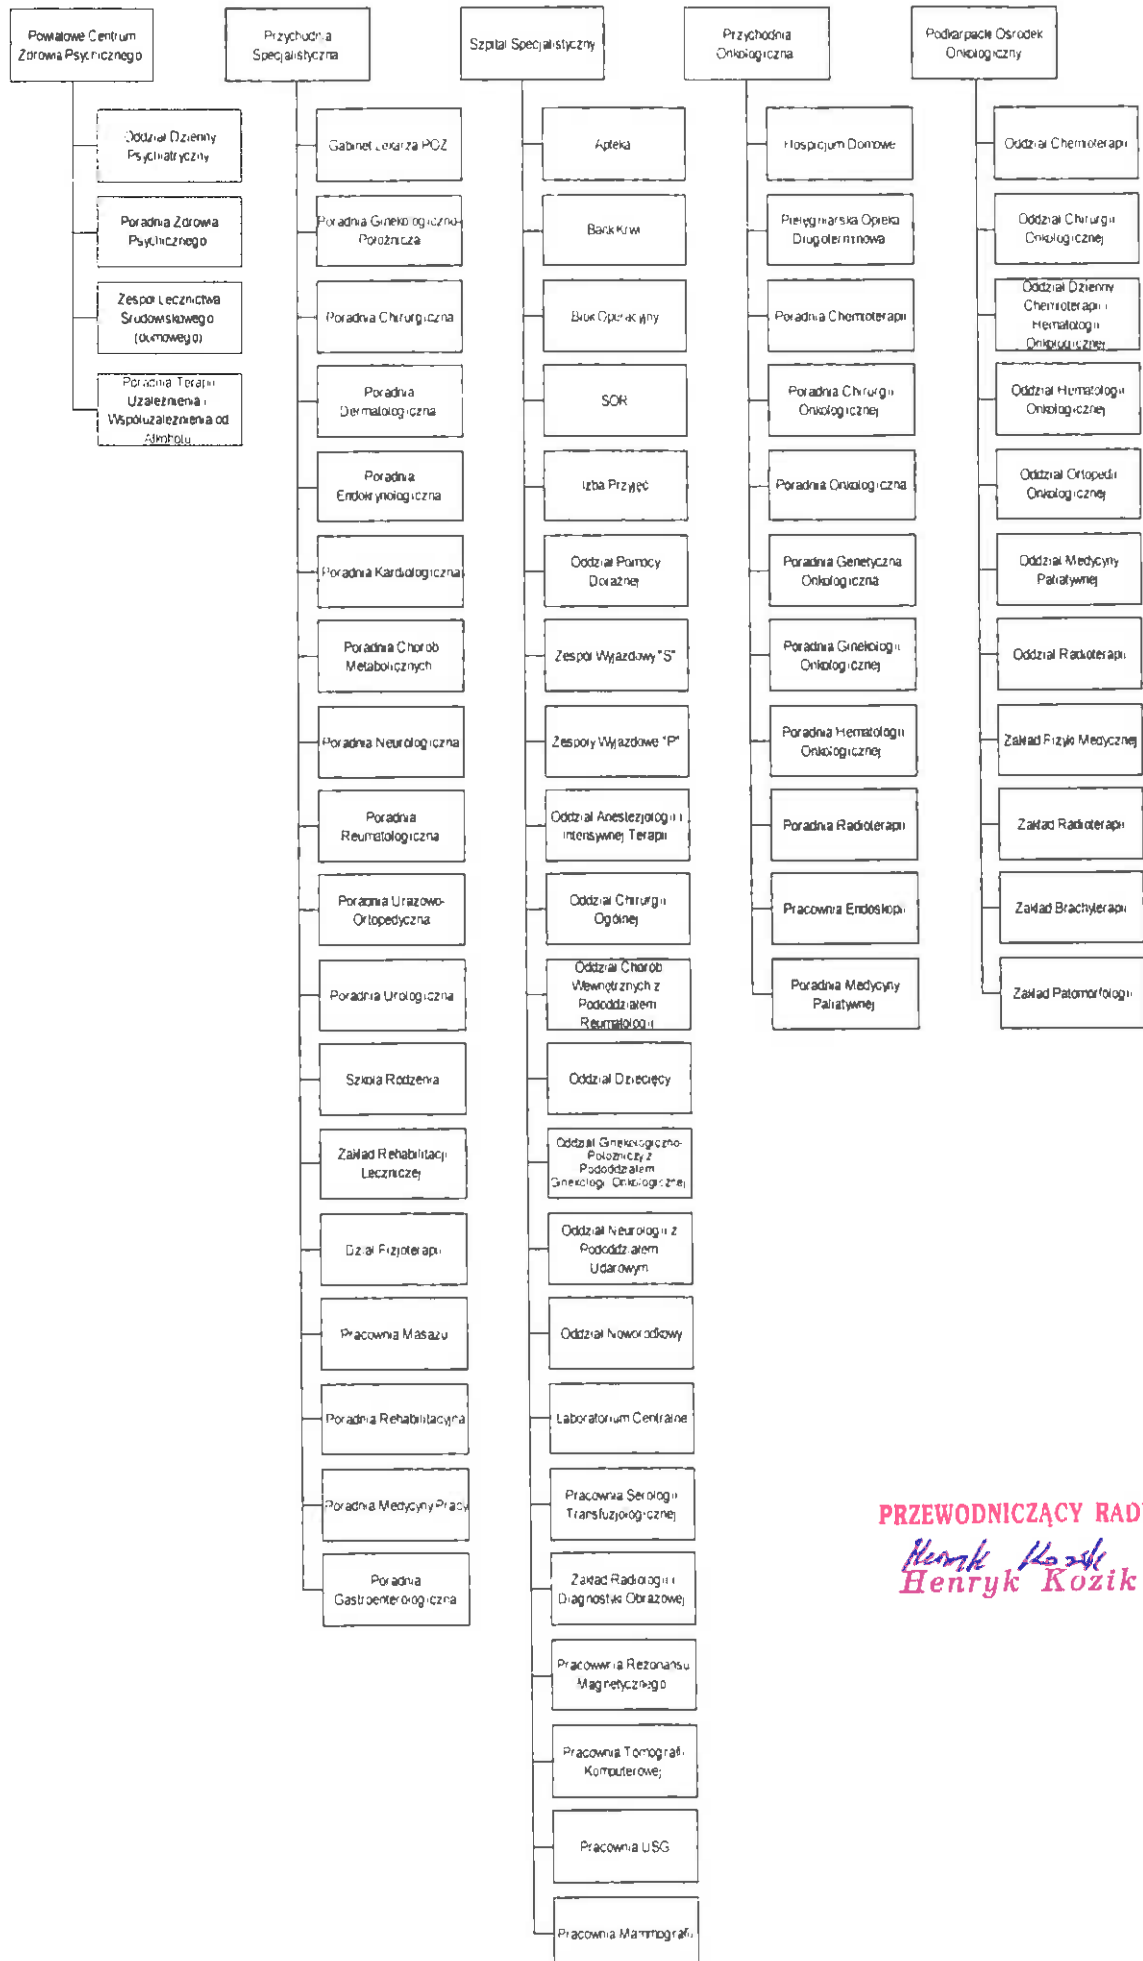 Powiatowe Centrum
Zdrowia Psychicznego
Oddział Dzienny
Psychiatryczny
Poradnia Zdrowia
Psychicznego
Zespół Lecznictwa
Środowiskowego
(domowego)
Poradnia Terapii
Uzależnienia i
Współuzależnienia od
Alkoholu
Przychodnia
Specjalistyczna
Gabinet Lekarza POZ
Poradnia Ginekologiczno-
Położnicza
Poradnia Chirurgiczna
Poradnia
Dermatologiczna
Poradnia
Endokrynologiczna
Poradnia Kardiologiczna
Poradnia Chorób
Metabolicznych
Poradnia Neurologiczna
Poradnia
Reumatologiczna
Poradnia Urazowo-
Ortopedyczna
Poradnia Urologiczna
Szkoła Rodzenia
Zakład Rehabilitacji
Leczniczej
Dział Fizjoterapii
Pracownia Masażu
Poradnia Rehabilitacyjna
Poradnia Medycyny Pracy
Poradnia
Gastroenterologiczna
Szpital Specjalistyczny
Apteka
Bank Krwi
Blok Operacyjny
SOR
Izba Przyjęć
Oddział Pomocy
Doraźnej
Zespół Wyjazdowy "S"
Zespoły Wyjazdowe "P"
Oddział Anestezjologii i
Intensywnej Terapii
Oddział Chirurgii
Ogólnej
Oddział Chorób
Wewnętrznych z
Pododdziałem
Reumatologii
Oddział Dziecięcy
Oddział Ginekologiczno-
Położniczy z
Pododdziałem
Ginekologii Onkologicznej
Oddział Neurologii z
Pododdziałem
Udarowym
Oddział Noworodkowy
Laboratorium Centralne
Pracownia Serologii
Transfuzjologicznej
Zakład Radiologii i
Diagnostyki Obrazowej
Pracowwnia Rezonansu
Magnetycznego
Pracownia Tomografii
Komputerowej
Pracownia USG
Pracownia Mammografii
Przychodnia
Onkologiczna
Hospicjum Domowe
Pielęgniarska Opieka
Długoterminowa
Poradnia Chemioterapii
Poradnia Chirurgii
Onkologicznej
Poradnia Onkologiczna
Poradnia Genetyczna
Onkologiczna
Poradnia Ginekologii
Onkologicznej
Poradnia Hematologii
Onkologicznej
Poradnia Radioterapii
Pracownia Endoskopii
Poradnia Medycyny
Paliatywnej
Podkarpacki Ośrodek
Onkologiczny
Oddział Chemioterapii
Oddział Chirurgii
Onkologicznej
Oddział Dzienny
Chemioterapii i
Hematologii
Onkologicznej
Oddział Hematologii
Onkologicznej
Oddział Ortopedii
Onkologicznej
Oddział Medycyny
Paliatywnej
Oddział Radioterapii
Zakład Fizyki Medycznej
Zakład Radioterapii
Zakład Brachyterapii
Zakład Patomorfologii
PRZEWODNICZĄCY RADY
Henryk Kozik
Henryk Kozik